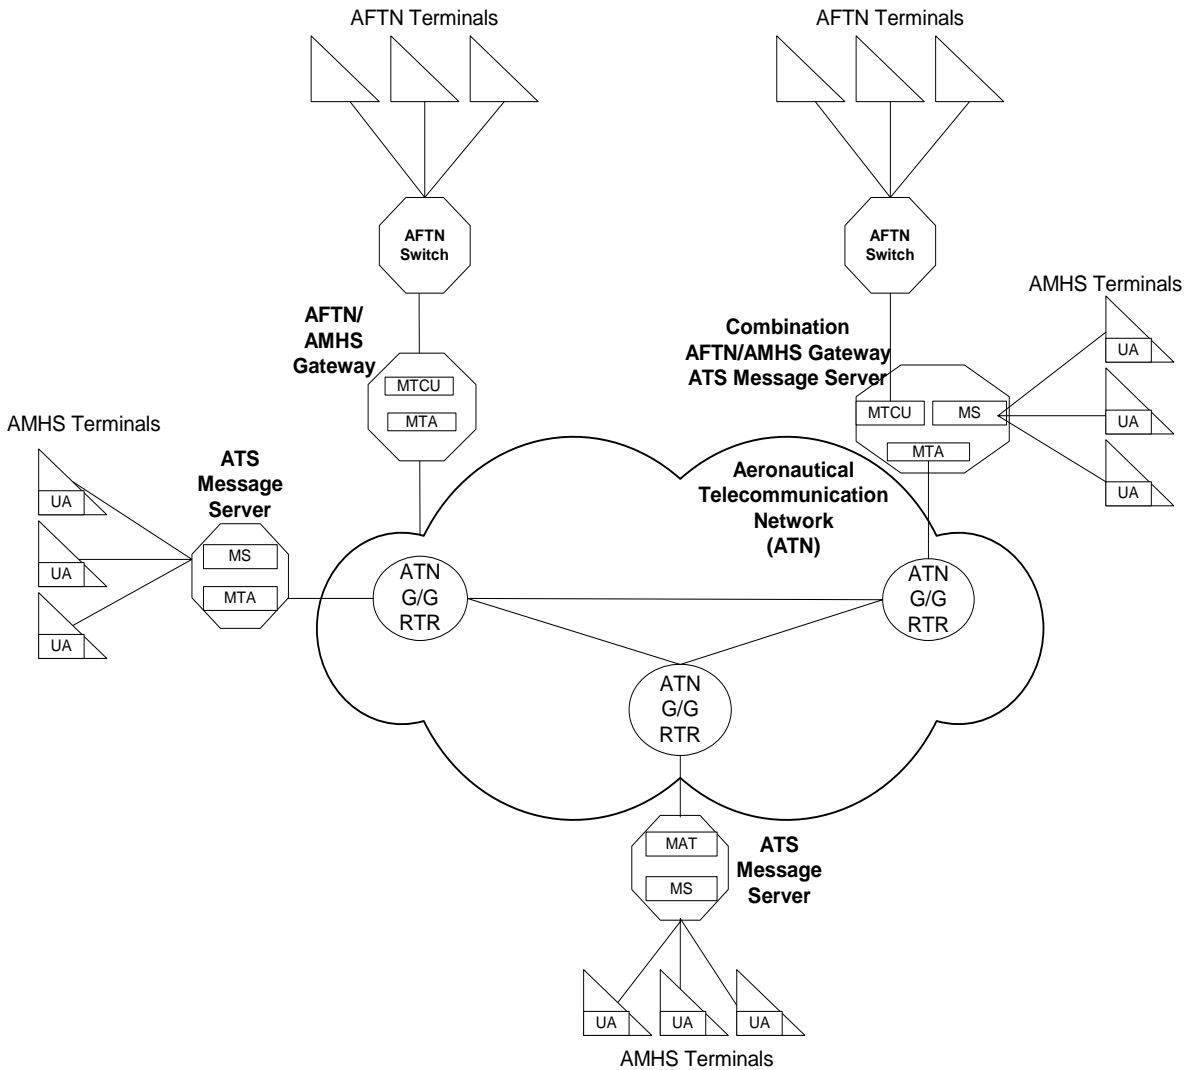 AFTN Terminals
AFTN Terminals
AFTN
Switch
AFTN
Switch
AMHS Terminals
UA
UA
UA
AFTN/
AMHS
Gateway
MTCU
MTA
Combination
AFTN/AMHS Gateway
ATS Message Server
MTCU
MS
MTA
AMHS Terminals
UA
UA
UA
ATS
Message
Server
MS
MTA
Aeronautical
Telecommunication
Network
(ATN)
ATN
G/G
RTR
ATN
G/G
RTR
ATN
G/G
RTR
MAT
MS
ATS
Message
Server
UA
UA
UA
AMHS Terminals